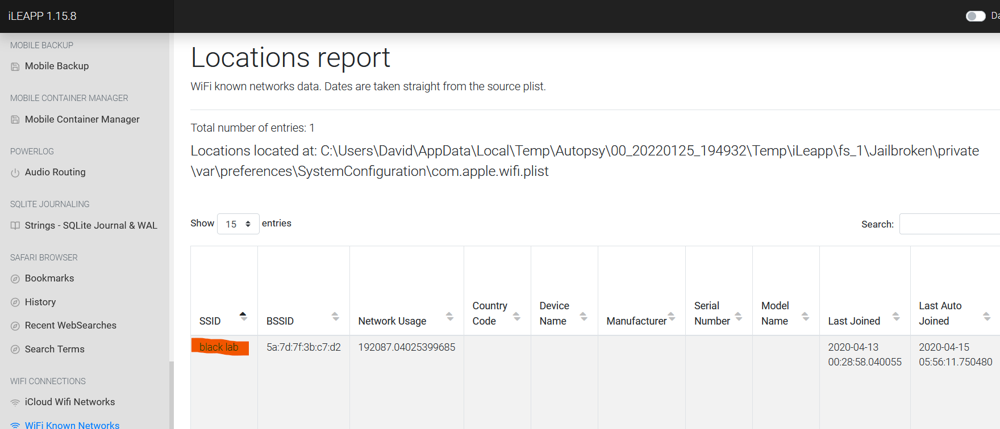 iLEAPP 1.15.8
Da
MOBILE BACKUP
Mobile Backup
MOBILE CONTAINER MANAGER
Mobile Container Manager
POWERLOG
Audio Routing
SQLITE JOURNALING
Strings - SQLite Journal & WAL
SAFARI BROWSER
Bookmarks
History
Recent WebSearches
Search Terms
WIFI CONNECTIONS
iCloud Wifi Networks
WiFi Known Networks
Locations report
WiFi known networks data. Dates are taken straight from the source plist.
Total number of entries: 1
Locations located at: C:\Users\David\AppData\Local\Temp\Autopsy\00_20220125_194932\Temp\iLeapp\fs_1\Jailbroken\private
\var\preferences\SystemConfiguration\com.apple.wifi.plist
Show 15 entries
Search:
SSID
BSSID
Network Usage
Country
Code
Device
Name
Manufacturer
Serial
Number
Model
Name
Last Joined
Last Auto
Joined
black lab
5a:7d:7f:3b:c7:d2
192087.04025399685
2020-04-13
00:28:58.040055
2020-04-15
05:56:11.750480